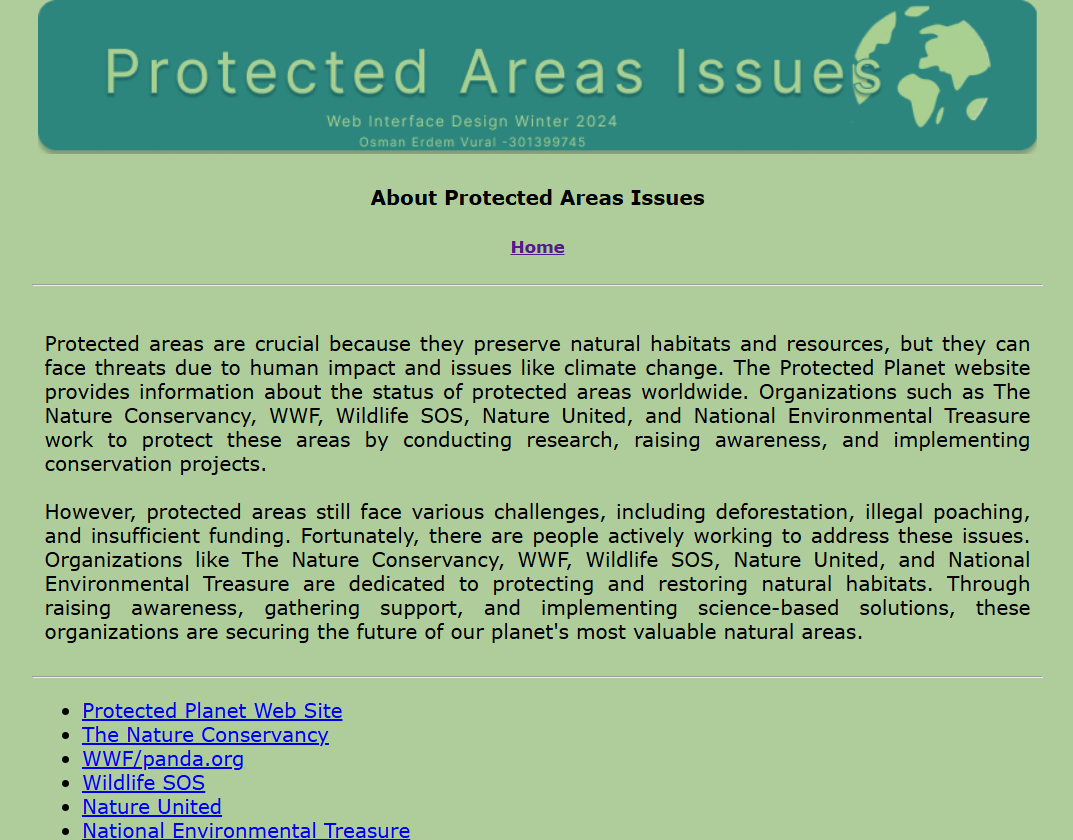 Protected Areas Issues
Web Interface Design Winter 2024
Osman Erdem Vural -301399745
About Protected Areas Issues
Home
Protected areas are crucial because they preserve natural habitats and resources, but they can
face threats due to human impact and issues like climate change. The Protected Planet website
provides information about the status of protected areas worldwide. Organizations such as The
Nature Conservancy, WWF, Wildlife SOS, Nature United, and National Environmental Treasure
work to protect these areas by conducting research, raising awareness, and implementing
conservation projects.
However, protected areas still face various challenges, including deforestation, illegal poaching,
and insufficient funding. Fortunately, there are people actively working to address these issues.
Organizations like The Nature Conservancy, WWF, Wildlife SOS, Nature United, and National
Environmental Treasure are dedicated to protecting and restoring natural habitats. Through
raising awareness, gathering support, and implementing science-based solutions, these
organizations are securing the future of our planet's most valuable natural areas.
• Protected Planet Web Site
• The Nature Conservancy
• WWF/panda.org
• Wildlife SOS
• Nature United
• National Environmental Treasure